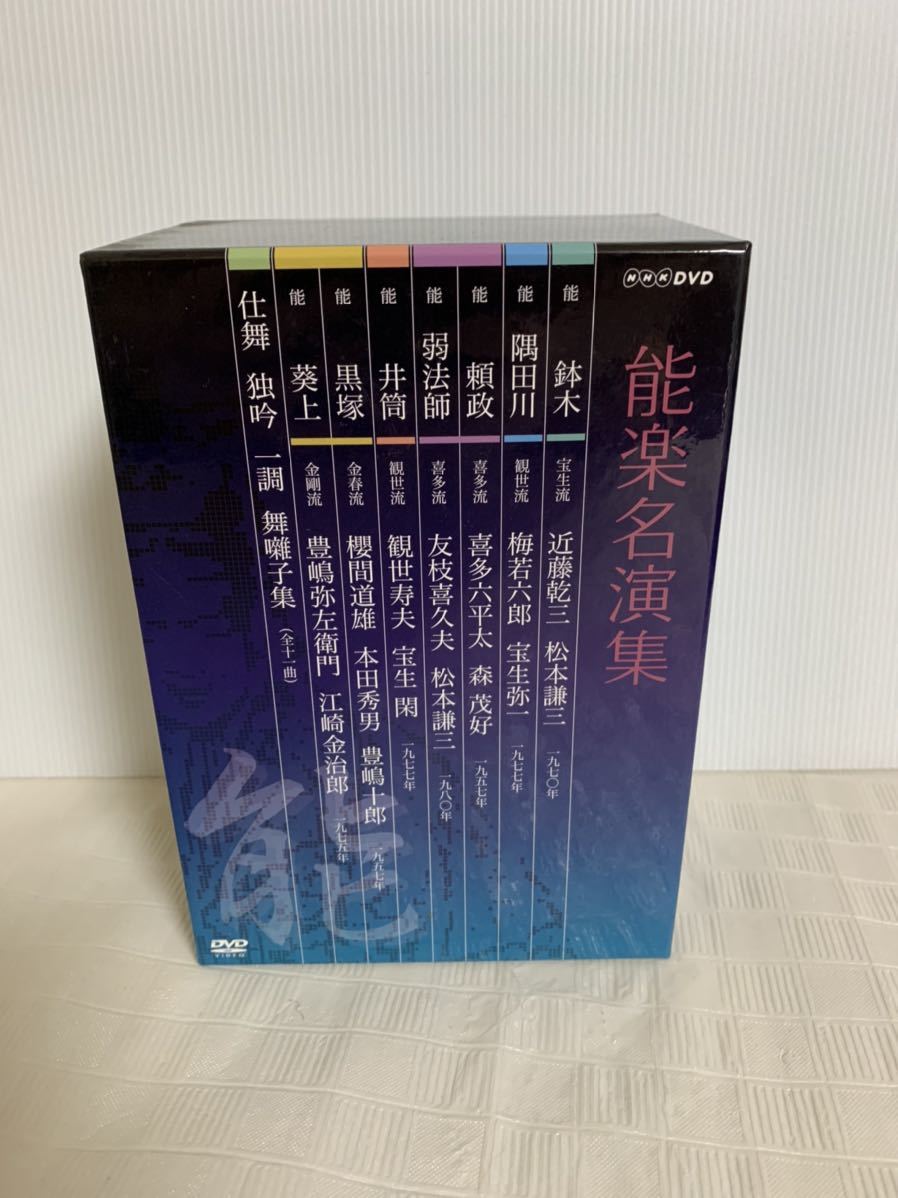 NHK DVD
能楽名演集
能 鉢木 宝生流 近藤乾三 松本謙三 一九七〇年
能 隅田川 観世流 梅若六郎 宝生弥一 一九七七年
能 頼政 喜多流 喜多六平太 森 茂好 一九五七年
能 弱法師 喜多流 友枝喜久夫 松本謙三 一九八〇年
能 井筒 観世流 観世寿夫 宝生 閑 一九七七年
能 黒塚 金春流 櫻間道雄 本田秀男 豊嶋十郎 一九五七年
能 葵上 金剛流 豊嶋弥左衛門 江崎金治郎 一九七五年
仕舞 独吟 一調 舞囃子集 (全十一曲)
能
DVD
VIDEO